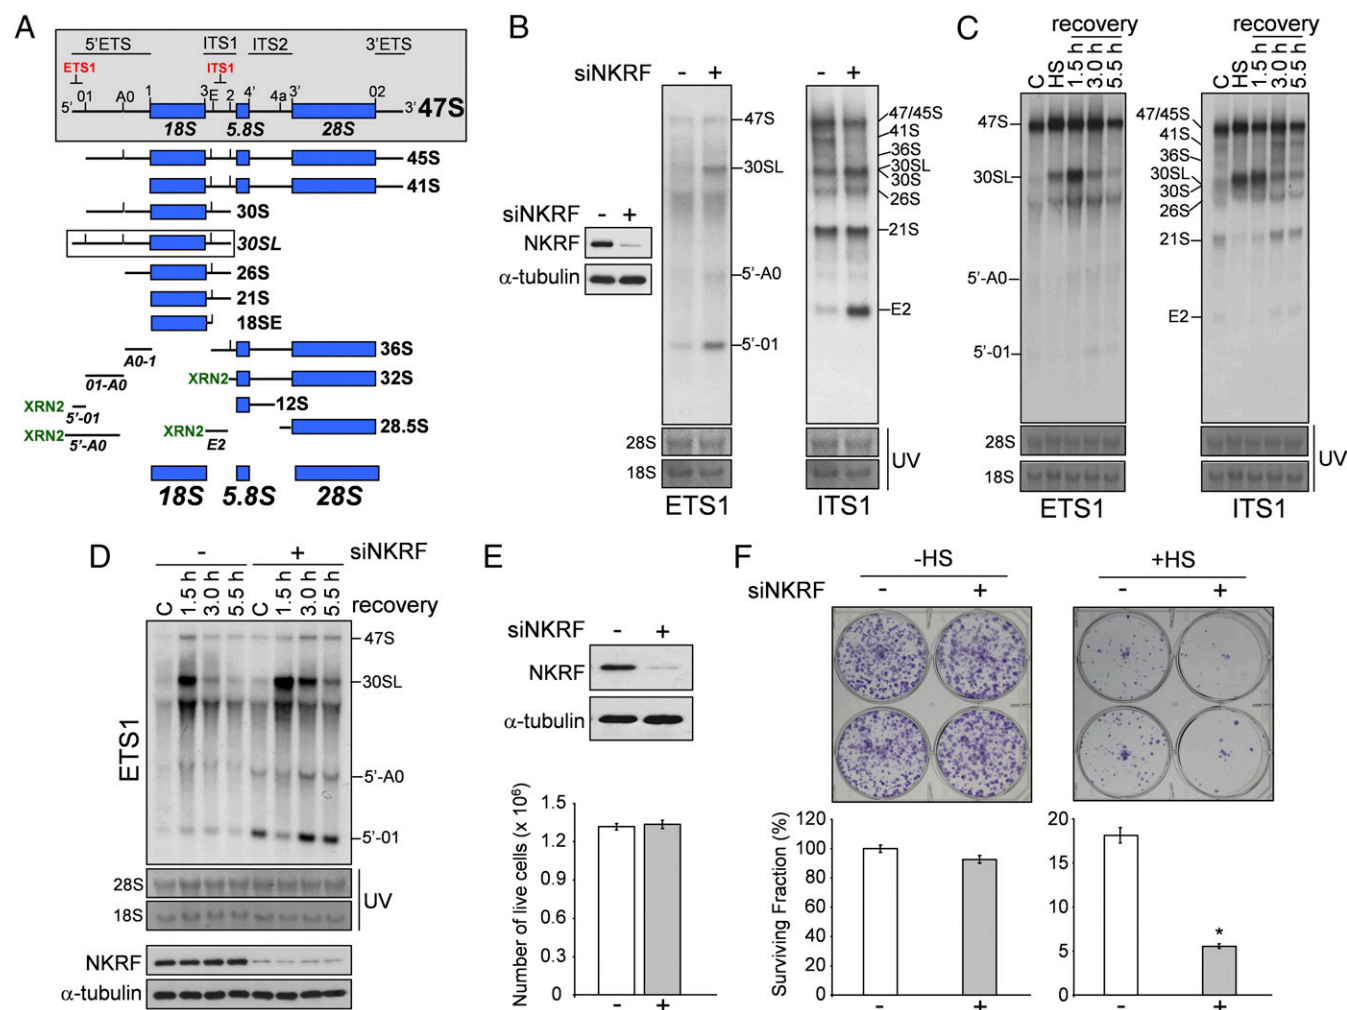 A
5'ETS ITS1 ITS2 3'ETS
ETS1 ITS1
5' 01 A0 1 3 E 2 4' 4a 3' 02 3' 47S
18S 5.8S 28S
45S
41S
30S
30SL
26S
21S
18SE
A0-1
36S
01-A0
XRN2 32S
XRN2 5'-01
12S
XRN2 5'-A0
XRN2 E2
28.5S
18S 5.8S 28S
B
siNKRF - + - +
47S
30SL
5'-A0
5'-01
47/45S
41S
36S
30SL
30S
26S
21S
E2
siNKRF - +
NKRF
α-tubulin
28S
18S
UV
ETS1 ITS1
C
recovery recovery
C HS 1.5 h 3.0 h 5.5 h C HS 1.5 h 3.0 h 5.5 h
47S
30SL
5'-A0
5'-01
47/45S
41S
36S
30SL
30S
26S
21S
E2
28S
18S
UV
ETS1 ITS1
D
- + siNKRF
C 1.5 h 3.0 h 5.5 h C 1.5 h 3.0 h 5.5 h recovery
ETS1
47S
30SL
5'-A0
5'-01
28S
18S
UV
NKRF
α-tubulin
E
siNKRF - +
NKRF
α-tubulin
Number of live cells (x 10⁶)
1.5
1.2
0.9
0.6
0.3
0
- +
F
-HS +HS
siNKRF - + - +
Surviving Fraction (%)
120
100
80
60
40
20
0
- +
20
15
10
5
0
*
- +